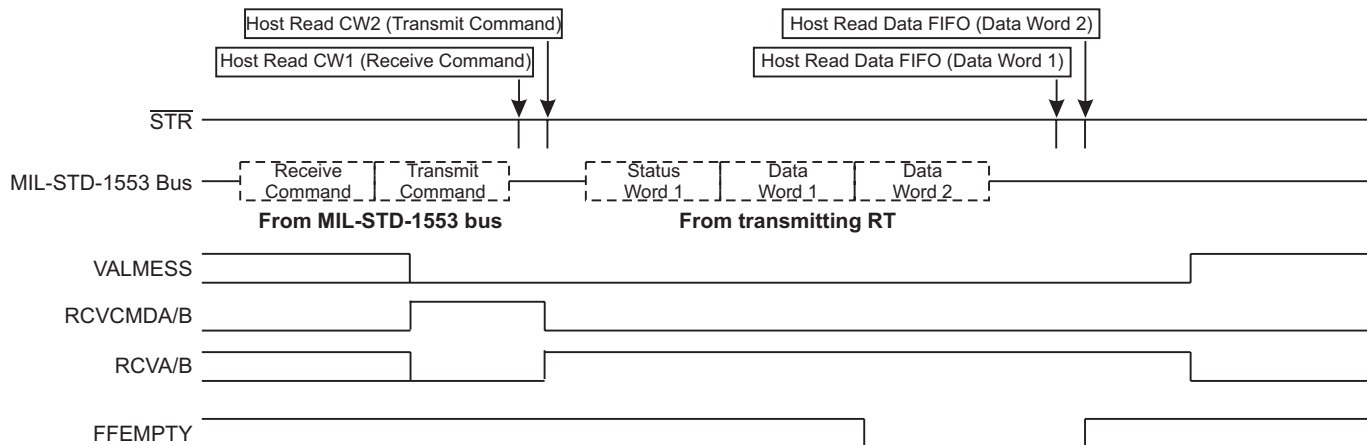 Host Read CW2 (Transmit Command)
Host Read Data FIFO (Data Word 2)
Host Read CW1 (Receive Command)
Host Read Data FIFO (Data Word 1)
STR
MIL-STD-1553 Bus
Receive
Command
Transmit
Command
Status
Word 1
Data
Word 1
Data
Word 2
From MIL-STD-1553 bus
From transmitting RT
VALMESS
RCVCMDA/B
RCVA/B
FFEMPTY